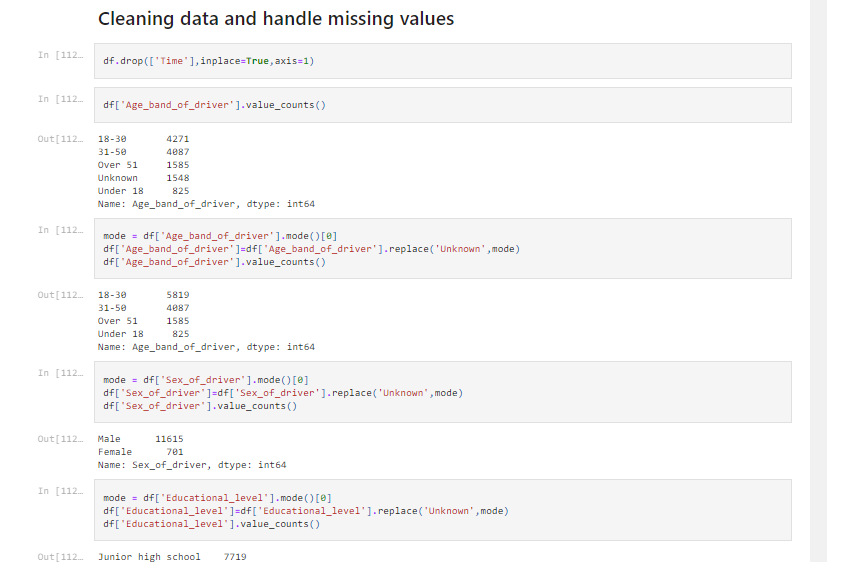 Cleaning data and handle missing values
In [112…
df.drop(['Time'],inplace=True,axis=1)
In [112…
df['Age_band_of_driver'].value_counts()
Out[112…
18-30       4271
31-50       4087
Over 51     1585
Unknown     1548
Under 18     825
Name: Age_band_of_driver, dtype: int64
In [112…
mode = df['Age_band_of_driver'].mode()[0]
df['Age_band_of_driver']=df['Age_band_of_driver'].replace('Unknown',mode)
df['Age_band_of_driver'].value_counts()
Out[112…
18-30       5819
31-50       4087
Over 51     1585
Under 18     825
Name: Age_band_of_driver, dtype: int64
In [112…
mode = df['Sex_of_driver'].mode()[0]
df['Sex_of_driver']=df['Sex_of_driver'].replace('Unknown',mode)
df['Sex_of_driver'].value_counts()
Out[112…
Male      11615
Female      701
Name: Sex_of_driver, dtype: int64
In [112…
mode = df['Educational_level'].mode()[0]
df['Educational_level']=df['Educational_level'].replace('Unknown',mode)
df['Educational_level'].value_counts()
Out[112…
Junior high school    7719